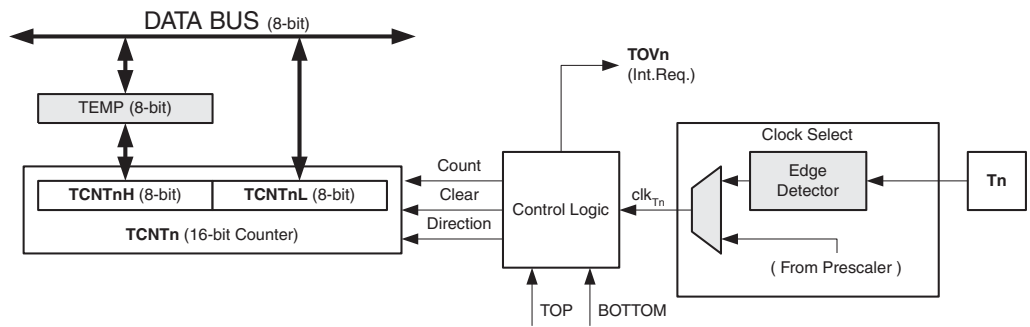 DATA BUS (8-bit)
TEMP (8-bit)
TCNTnH (8-bit)
TCNTnL (8-bit)
TCNTn (16-bit Counter)
Count
Clear
Direction
Control Logic
TOVn
(Int.Req.)
TOP
BOTTOM
clkTn
Clock Select
Edge
Detector
( From Prescaler )
Tn